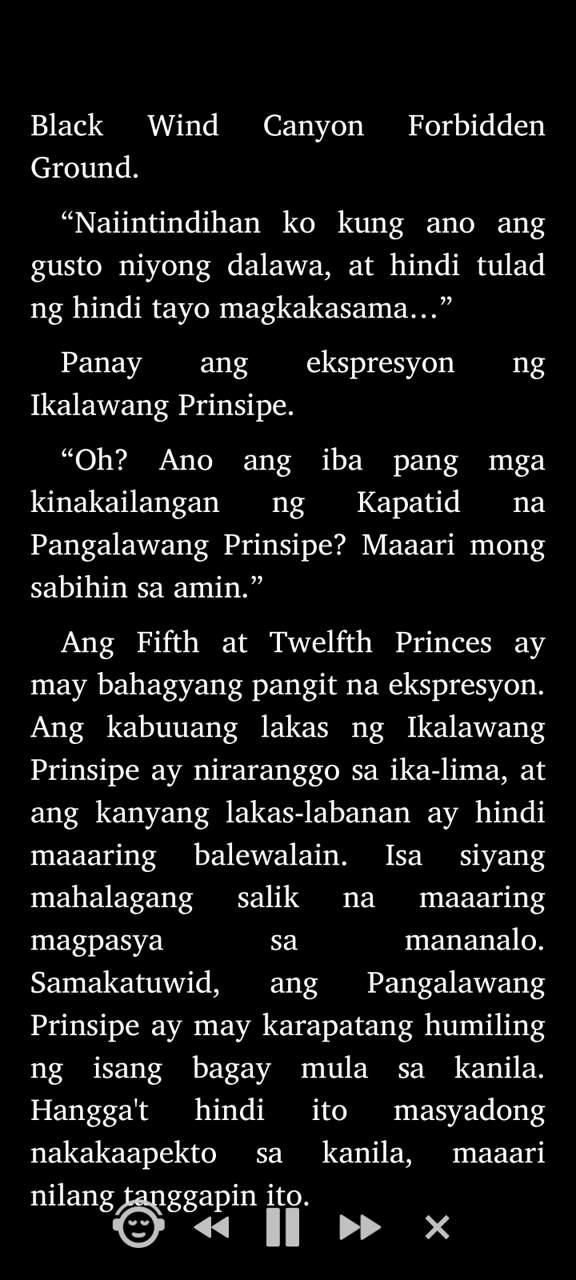 Black Wind Canyon Forbidden
Ground.
“Naiintindihan ko kung ano ang
gusto niyong dalawa, at hindi tulad
ng hindi tayo magkakasama…”
Panay ang ekspresyon ng
Ikalawang Prinsipe.
“Oh? Ano ang iba pang mga
kinakailangan ng Kapatid na
Pangalawang Prinsipe? Maaari mong
sabihin sa amin.”
Ang Fifth at Twelfth Princes ay
may bahagyang pangit na ekspresyon.
Ang kabuuang lakas ng Ikalawang
Prinsipe ay niraranggo sa ika-lima, at
ang kanyang lakas-labanan ay hindi
maaaring balewalain. Isa siyang
mahalagang salik na maaaring
magpasya sa mananalo.
Samakatuwid, ang Pangalawang
Prinsipe ay may karapatang humiling
ng isang bagay mula sa kanila.
Hangga't hindi ito masyadong
nakakaapekto sa kanila, maaari
nilang tanggapin ito.